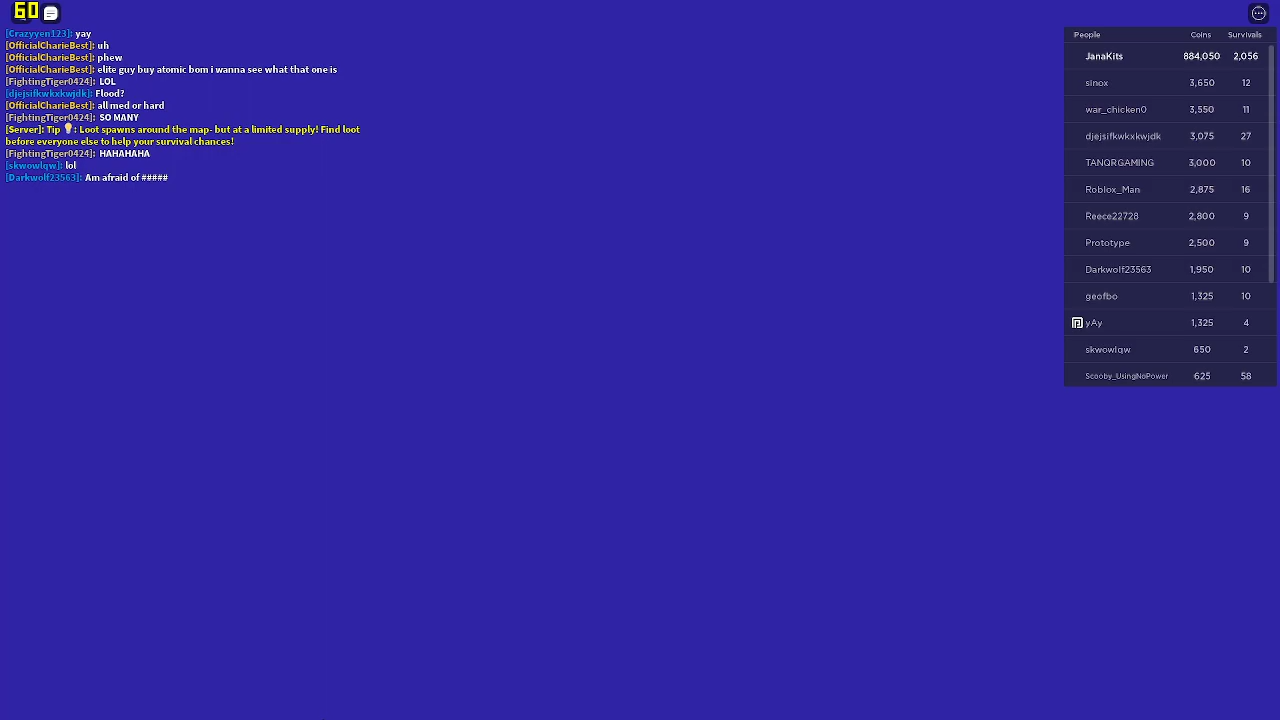 60
[Crazyyen123]: yay
[OfficialCharieBest]: uh
[OfficialCharieBest]: phew
[OfficialCharieBest]: elite guy buy atomic bom i wanna see what that one is
[FightingTiger0424]: LOL
[djejsifkwkxkwjdk]: Flood?
[OfficialCharieBest]: all med or hard
[FightingTiger0424]: SO MANY
[Server]: Tip 💡: Loot spawns around the map- but at a limited supply! Find loot
before everyone else to help your survival chances!
[FightingTiger0424]: HAHAHAHA
[skwowlqw]: lol
[Darkwolf23563]: Am afraid of #####
People Coins Survivals
JanaKits 884,050 2,056
sinox 3,650 12
war_chicken0 3,550 11
djejsifkwkxkwjdk 3,075 27
TANQRGAMING 3,000 10
Roblox_Man 2,875 16
Reece22728 2,800 9
Prototype 2,500 9
Darkwolf23563 1,950 10
geofbo 1,325 10
yAy 1,325 4
skwowlqw 650 2
Scooby_UsingNoPower 625 58